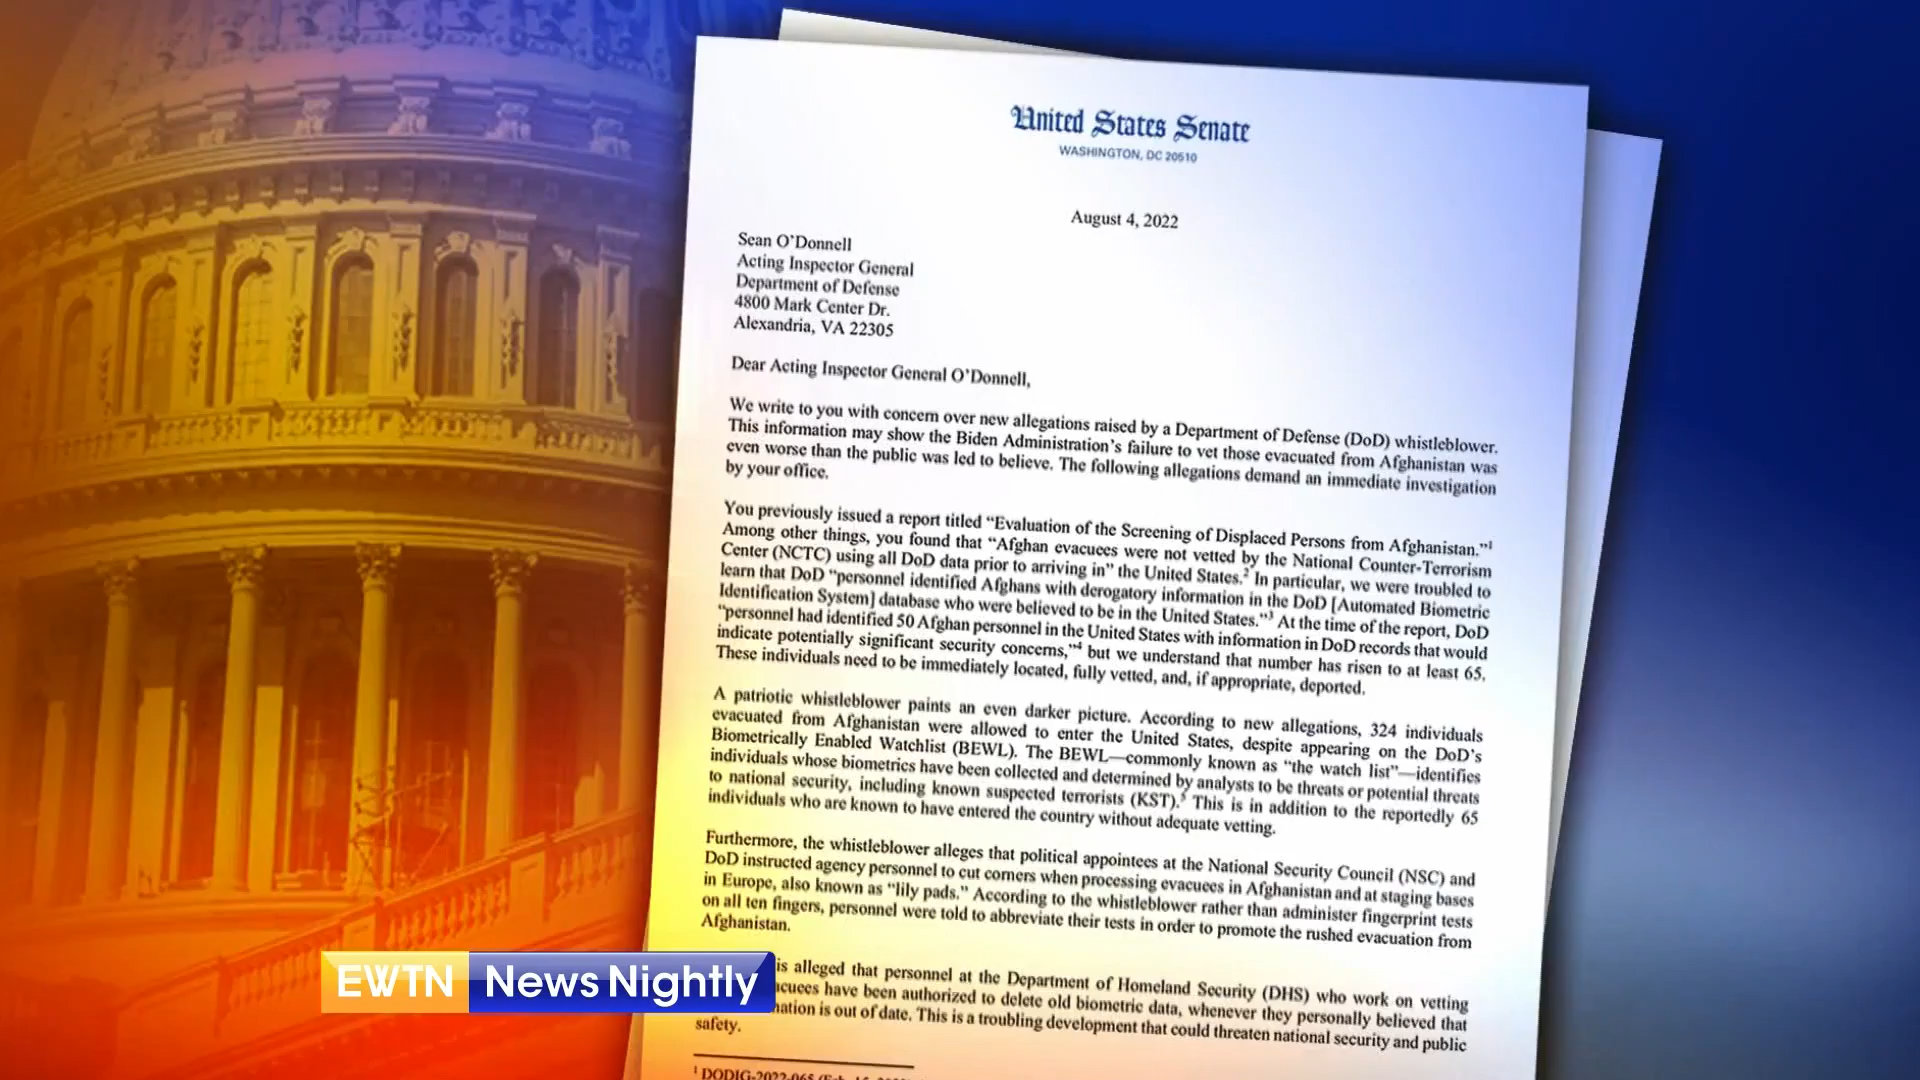 United States Senate
WASHINGTON, DC 20510
August 4, 2022
Sean O'Donnell
Acting Inspector General
Department of Defense
4800 Mark Center Dr.
Alexandria, VA 22305
Dear Acting Inspector General O'Donnell,
We write to you with concern over new allegations raised by a Department of Defense (DoD) whistleblower.
This information may show the Biden Administration's failure to vet those evacuated from Afghanistan was
even worse than the public was led to believe. The following allegations demand an immediate investigation
by your office.
You previously issued a report titled “Evaluation of the Screening of Displaced Persons from Afghanistan.”1
Among other things, you found that “Afghan evacuees were not vetted by the National Counter-Terrorism
Center (NCTC) using all DoD data prior to arriving in” the United States.2 In particular, we were troubled to
learn that DoD “personnel identified Afghans with derogatory information in the DoD [Automated Biometric
Identification System] database who were believed to be in the United States.”3 At the time of the report, DoD
“personnel had identified 50 Afghan personnel in the United States with information in DoD records that would
indicate potentially significant security concerns,”4 but we understand that number has risen to at least 65.
These individuals need to be immediately located, fully vetted, and, if appropriate, deported.
A patriotic whistleblower paints an even darker picture. According to new allegations, 324 individuals
evacuated from Afghanistan were allowed to enter the United States, despite appearing on the DoD's
Biometrically Enabled Watchlist (BEWL). The BEWL—commonly known as “the watch list”—identifies
individuals whose biometrics have been collected and determined by analysts to be threats or potential threats
to national security, including known suspected terrorists (KST).5 This is in addition to the reportedly 65
individuals who are known to have entered the country without adequate vetting.
Furthermore, the whistleblower alleges that political appointees at the National Security Council (NSC) and
DoD instructed agency personnel to cut corners when processing evacuees in Afghanistan and at staging bases
in Europe, also known as “lily pads.” According to the whistleblower rather than administer fingerprint tests
on all ten fingers, personnel were told to abbreviate their tests in order to promote the rushed evacuation from
Afghanistan.
is alleged that personnel at the Department of Homeland Security (DHS) who work on vetting
have been authorized to delete old biometric data, whenever they personally believed that
is out of date. This is a troubling development that could threaten national security and public
safety.
1 DODIG-2022-065
EWTN News Nightly